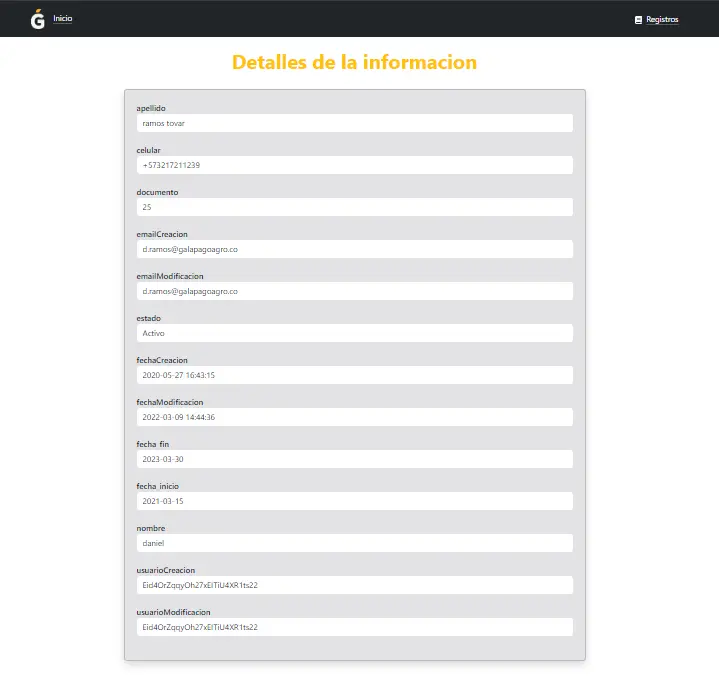 G Inicio
Registros
Detalles de la informacion
apellido
ramos tovar
celular
+573217211239
documento
25
emailCreacion
d.ramos@galapagoagro.co
emailModificacion
d.ramos@galapagoagro.co
estado
Activo
fechaCreacion
2020-05-27 16:43:15
fechaModificacion
2022-03-09 14:44:36
fecha_fin
2023-03-30
fecha_inicio
2021-03-15
nombre
daniel
usuarioCreacion
Eid4OrZqqyOh27xElTiU4XR1ts22
usuarioModificacion
Eid4OrZqqyOh27xElTiU4XR1ts22